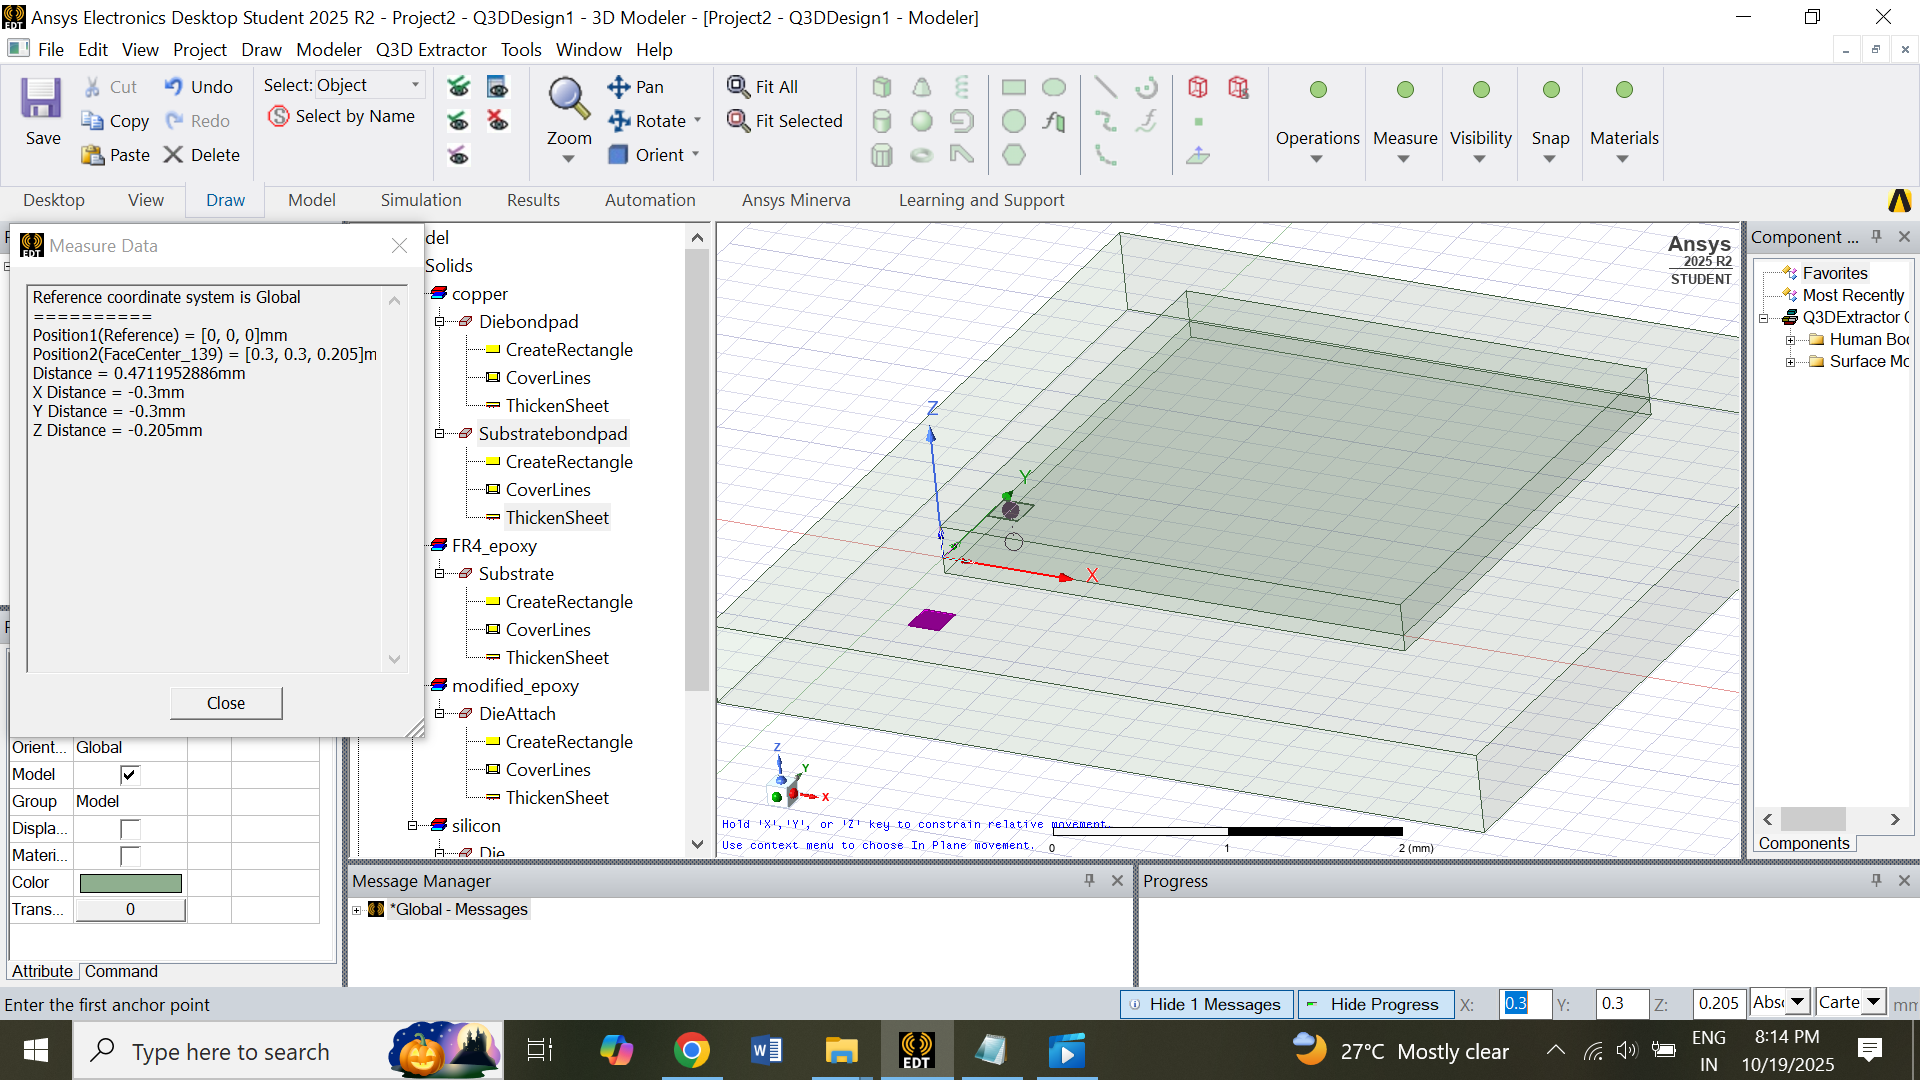 Ansys Electronics Desktop Student 2025 R2 - Project2 - Q3DDesign1 - 3D Modeler - [Project2 - Q3DDesign1 - Modeler]
File Edit View Project Draw Modeler Q3D Extractor Tools Window Help
Save
Cut
Copy
Paste
Undo
Redo
Delete
Select: Object
Select by Name
Zoom
Pan
Rotate
Orient
Fit All
Fit Selected
Operations
Measure
Visibility
Snap
Materials
Desktop View Draw Model Simulation Results Automation Ansys Minerva Learning and Support
Measure Data
Reference coordinate system is Global
==========
Position1(Reference) = [0, 0, 0]mm
Position2(FaceCenter_139) = [0.3, 0.3, 0.205]m
Distance = 0.4711952886mm
X Distance = -0.3mm
Y Distance = -0.3mm
Z Distance = -0.205mm
Close
Orient... Global
Model
Group Model
Displa...
Materi...
Color
Trans... 0
Attribute Command
del
Solids
copper
Diebondpad
CreateRectangle
CoverLines
ThickenSheet
Substratebondpad
CreateRectangle
CoverLines
ThickenSheet
FR4_epoxy
Substrate
CreateRectangle
CoverLines
ThickenSheet
modified_epoxy
DieAttach
CreateRectangle
CoverLines
ThickenSheet
silicon
Die
Ansys
2025 R2
STUDENT
Z
Y
X
Z
Y
X
Hold 'X','Y', or 'Z' key to constrain relative movement.
Use context menu to choose In Plane movement.
0 1 2 (mm)
Component ...
Favorites
Most Recently
Q3DExtractor
Human Bo
Surface Mo
Components
Message Manager
*Global - Messages
Progress
Enter the first anchor point
Hide 1 Messages
Hide Progress
X: 0.3 Y: 0.3 Z: 0.205 Abs Carte mm
Type here to search
EDT
27°C Mostly clear
ENG
IN
8:14 PM
10/19/2025